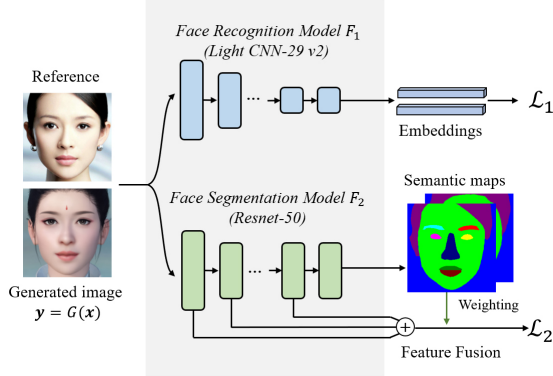 Face Recognition Model F₁
(Light CNN-29 v2)
Reference
...
Embeddings
ℒ₁
Face Segmentation Model F₂
(Resnet-50)
Semantic maps
...
Generated image
y = G(x)
Weighting
+
ℒ₂
Feature Fusion